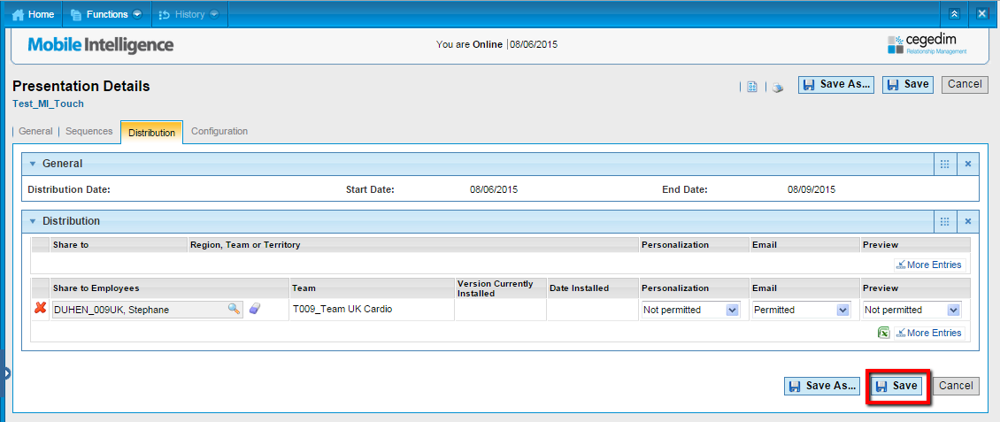 Home Functions History
Mobile Intelligence
You are Online 08/06/2015
cegedim
Relationship Management
Presentation Details
Test_MI_Touch
Save As... Save Cancel
General Sequences Distribution Configuration
General
Distribution Date: Start Date: 08/06/2015 End Date: 08/09/2015
Distribution
Share to Region, Team or Territory Personalization Email Preview
More Entries
Share to Employees Team Version Currently Installed Date Installed Personalization Email Preview
DUHEN_009UK, Stephane T009_Team UK Cardio Not permitted Permitted Not permitted
More Entries
Save As... Save Cancel